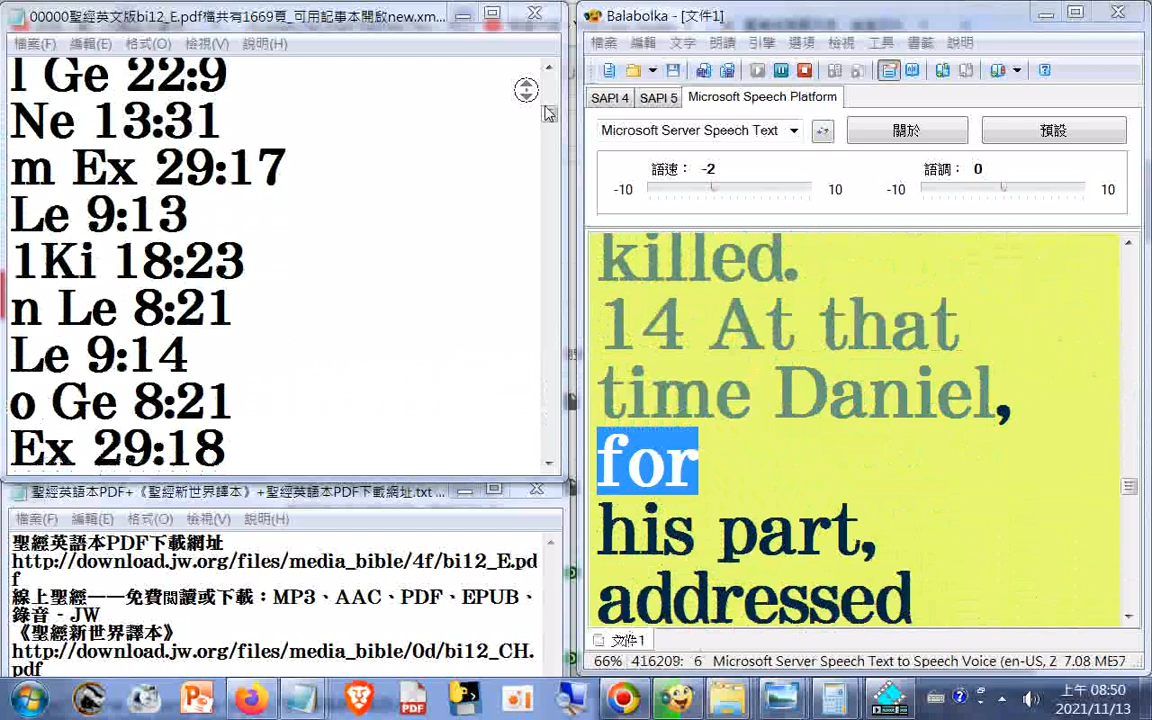 00000聖經英文版bi12_E.pdf檔共有1669頁_可用記事本開啟new.xm...
檔案(F) 編輯(E) 格式(O) 檢視(V) 說明(H)
l Ge 22:9
Ne 13:31
m Ex 29:17
Le 9:13
1Ki 18:23
n Le 8:21
Le 9:14
o Ge 8:21
Ex 29:18
聖經英語本PDF+《聖經新世界譯本》+聖經英語本PDF下載網址.txt ...
檔案(F) 編輯(E) 格式(O) 檢視(V) 說明(H)
聖經英語本PDF下載網址
http://download.jw.org/files/media_bible/4f/bi12_E.pd
f
線上聖經——免費閱讀或下載：MP3、AAC、PDF、EPUB、
錄音 - JW
《聖經新世界譯本》
http://download.jw.org/files/media_bible/0d/bi12_CH.
pdf
Balabolka - [文件1]
檔案 編輯 文字 朗讀 引擎 選項 檢視 工具 書籤 說明
SAPI 4 SAPI 5 Microsoft Speech Platform
Microsoft Server Speech Text 關於 預設
語速： -2 語調： 0
-10 10 -10 10
killed.
14 At that
time Daniel,
for
his part,
addressed
文件1
66% 416209: 6 Microsoft Server Speech Text to Speech Voice (en-US, Z 7.08 ME57
上午 08:50
2021/11/13